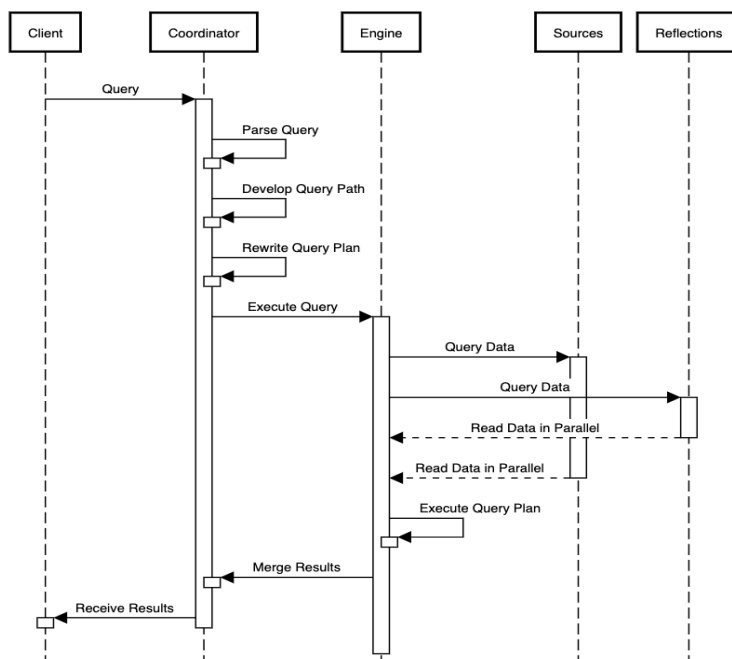 Client
Coordinator
Engine
Sources
Reflections
Query
Parse Query
Develop Query Path
Rewrite Query Plan
Execute Query
Query Data
Query Data
Read Data in Parallel
Read Data in Parallel
Execute Query Plan
Merge Results
Receive Results